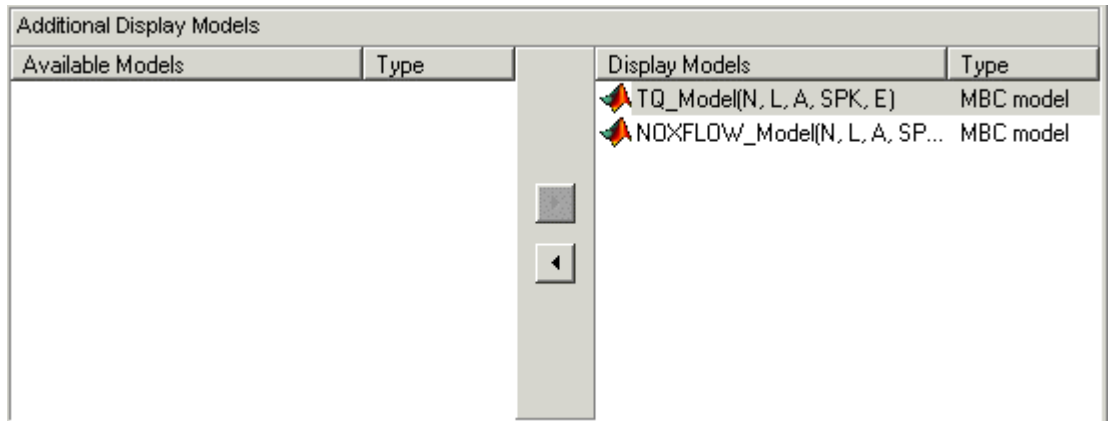 Additional Display Models
Available Models Type Display Models Type
TQ_Model(N, L, A, SPK, E) MBC model
NOXFLOW_Model(N, L, A, SP... MBC model